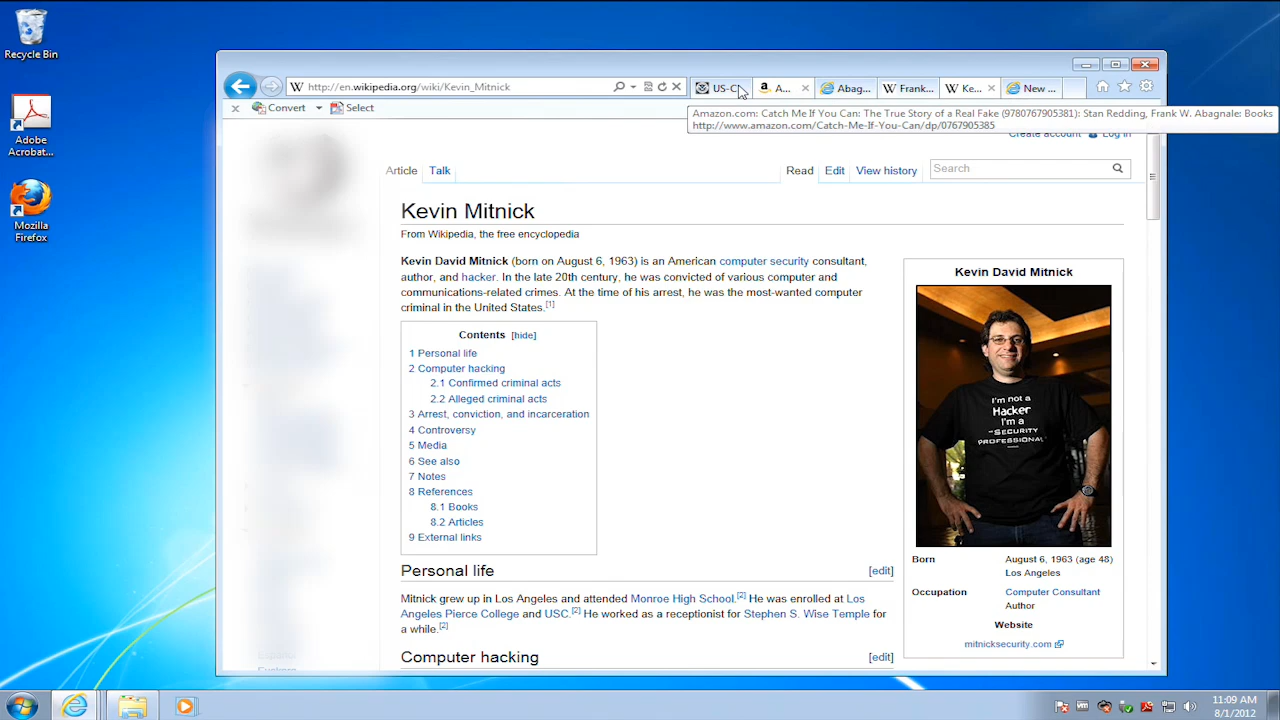 Recycle Bin
Adobe
Acrobat...
Mozilla
Firefox
http://en.wikipedia.org/wiki/Kevin_Mitnick
US-C
A...
Abag...
Frank...
Ke...
New ...
Convert
Select
Amazon.com: Catch Me If You Can: The True Story of a Real Fake (9780767905381): Stan Redding, Frank W. Abagnale: Books
http://www.amazon.com/Catch-Me-If-You-Can/dp/0767905385
Create account
Log in
Article
Talk
Read
Edit
View history
Search
Kevin Mitnick
From Wikipedia, the free encyclopedia
Kevin David Mitnick (born on August 6, 1963) is an American computer security consultant,
author, and hacker. In the late 20th century, he was convicted of various computer and
communications-related crimes. At the time of his arrest, he was the most-wanted computer
criminal in the United States.[1]
Contents [hide]
1 Personal life
2 Computer hacking
2.1 Confirmed criminal acts
2.2 Alleged criminal acts
3 Arrest, conviction, and incarceration
4 Controversy
5 Media
6 See also
7 Notes
8 References
8.1 Books
8.2 Articles
9 External links
Personal life [edit]
Mitnick grew up in Los Angeles and attended Monroe High School.[2] He was enrolled at Los
Angeles Pierce College and USC.[2] He worked as a receptionist for Stephen S. Wise Temple for
a while.[2]
Computer hacking [edit]
Kevin David Mitnick
I'm not a
Hacker
I'm a
-SECURITY
PROFESSIONAL-
Born August 6, 1963 (age 48)
Los Angeles
Occupation Computer Consultant
Author
Website
mitnicksecurity.com
11:09 AM
8/1/2012